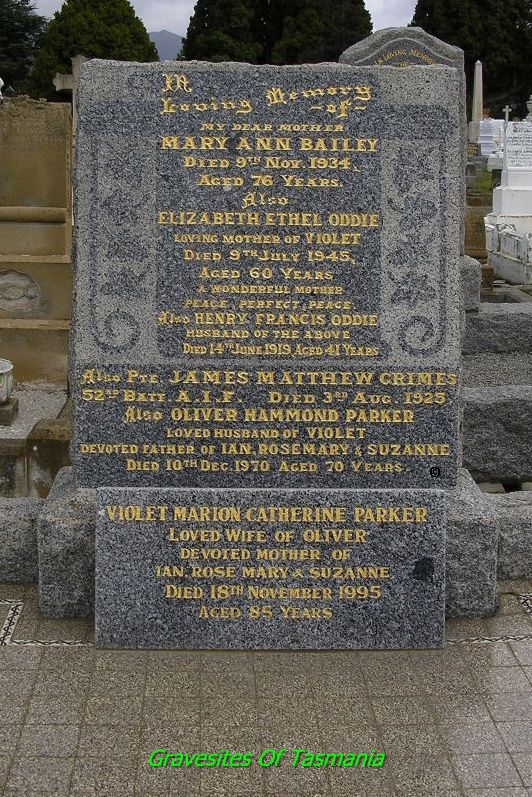 In
Loving Memory
of
MY DEAR MOTHER
MARY ANN BAILEY
DIED 9TH NOV. 1934.
AGED 76 YEARS.
Also
ELIZABETH ETHEL ODDIE
LOVING MOTHER OF VIOLET
DIED 9TH JULY 1945,
AGED 60 YEARS
A WONDERFUL MOTHER
PEACE, PERFECT PEACE.
Also HENRY FRANCIS ODDIE
HUSBAND OF THE ABOVE
DIED 14TH JUNE 1919 AGED 41 YEARS
Also PTE. JAMES MATTHEW GRIMES
52ND BATT A.I.F. DIED 3RD AUG. 1925
Also OLIVER HAMMOND PARKER
LOVED HUSBAND OF VIOLET
DEVOTED FATHER OF IAN, ROSEMARY & SUZANNE
DIED 10TH DEC. 1970 AGED 70 YEARS.
VIOLET MARION CATHERINE PARKER
LOVED WIFE OF OLIVER
DEVOTED MOTHER OF
IAN, ROSE MARY & SUZANNE
DIED 18TH NOVEMBER 1995
AGED 85 YEARS
IN LOVING MEMORY
Gravesites Of Tasmania